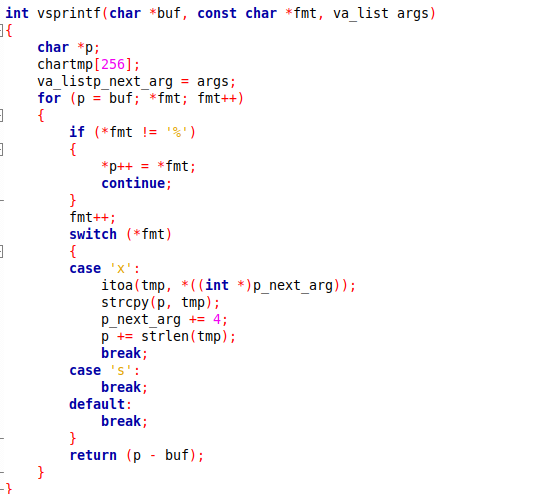 int vsprintf(char *buf, const char *fmt, va_list args)
{
    char *p;
    chartmp[256];
    va_listp_next_arg = args;
    for (p = buf; *fmt; fmt++)
    {
        if (*fmt != '%')
        {
            *p++ = *fmt;
            continue;
        }
        fmt++;
        switch (*fmt)
        {
        case 'x':
            itoa(tmp, *((int *)p_next_arg));
            strcpy(p, tmp);
            p_next_arg += 4;
            p += strlen(tmp);
            break;
        case 's':
            break;
        default:
            break;
        }
        return (p - buf);
    }
}